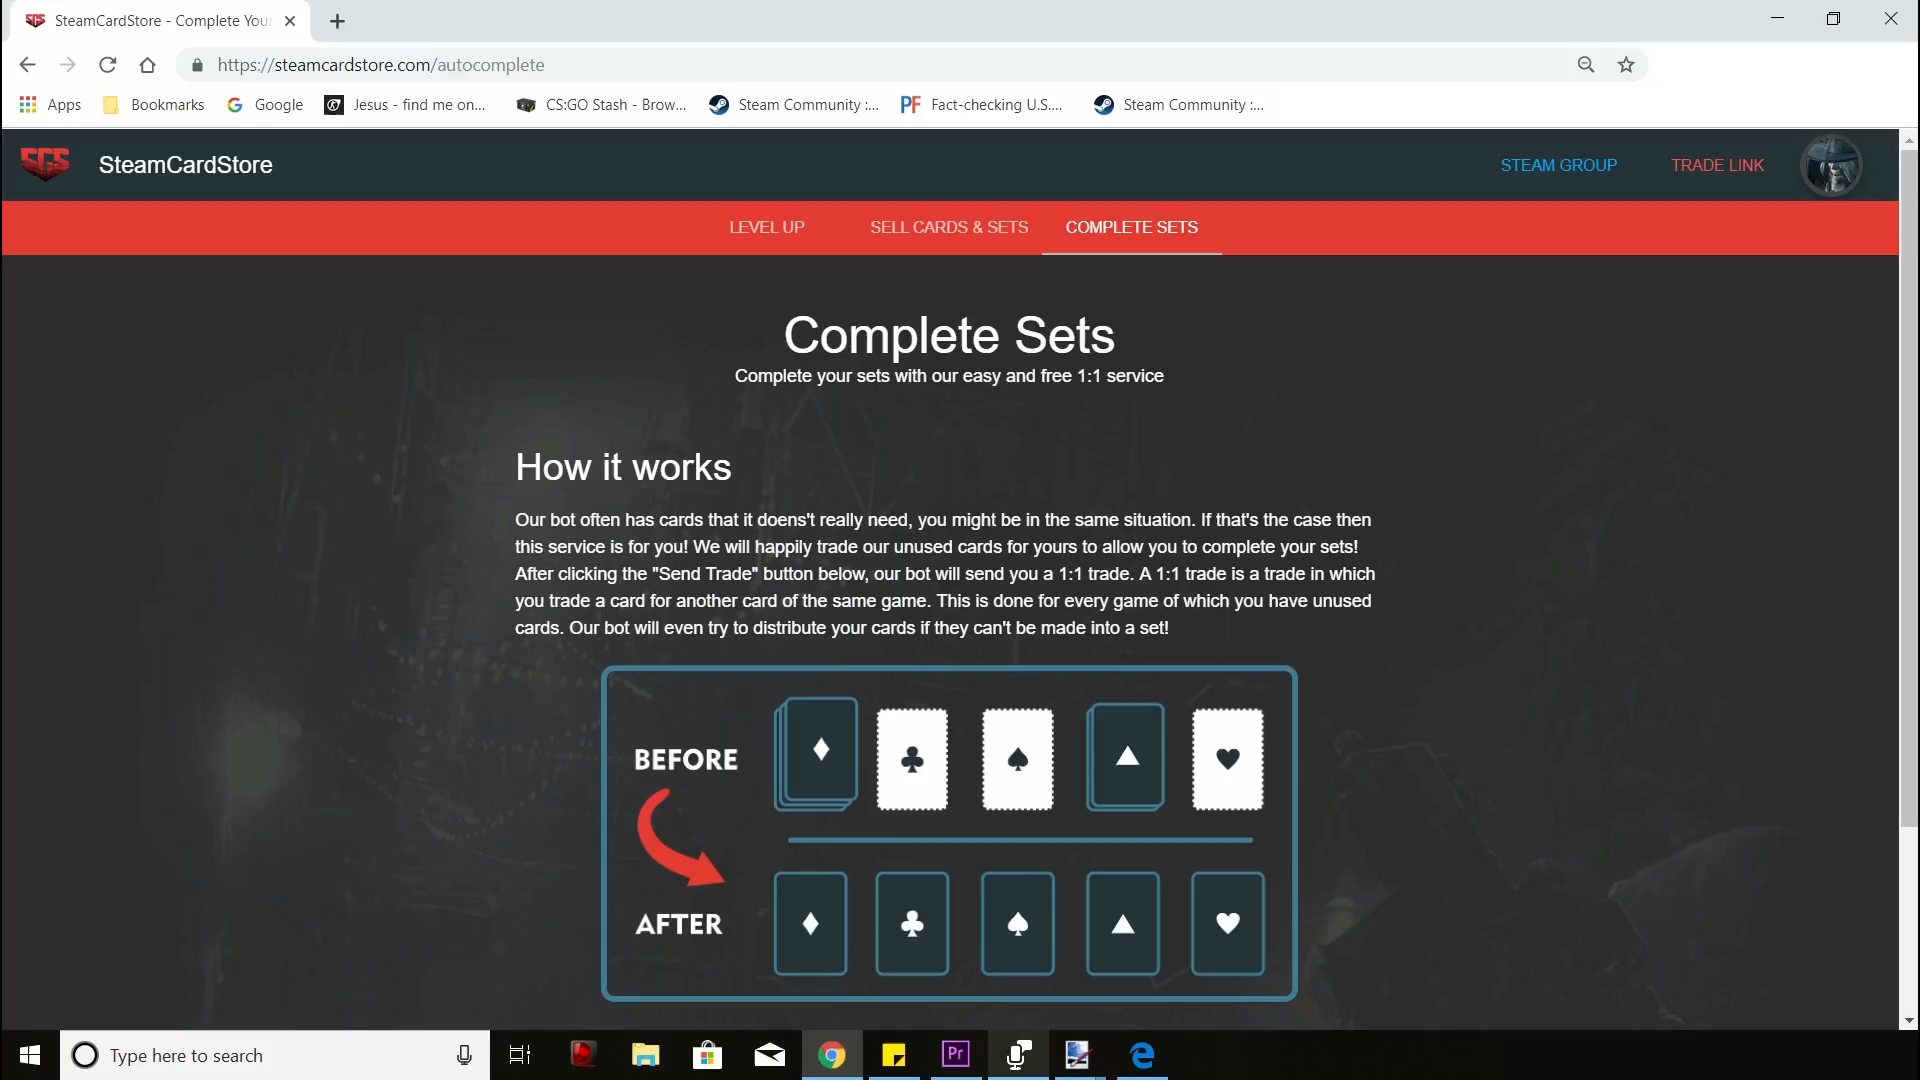 SteamCardStore - Complete Your
https://steamcardstore.com/autocomplete
Apps Bookmarks Google Jesus - find me on... CS:GO Stash - Brow... Steam Community :... PF Fact-checking U.S.... Steam Community :...
SGS SteamCardStore STEAM GROUP TRADE LINK
LEVEL UP SELL CARDS & SETS COMPLETE SETS
Complete Sets
Complete your sets with our easy and free 1:1 service
How it works
Our bot often has cards that it doens't really need, you might be in the same situation. If that's the case then
this service is for you! We will happily trade our unused cards for yours to allow you to complete your sets!
After clicking the "Send Trade" button below, our bot will send you a 1:1 trade. A 1:1 trade is a trade in which
you trade a card for another card of the same game. This is done for every game of which you have unused
cards. Our bot will even try to distribute your cards if they can't be made into a set!
BEFORE
AFTER
Type here to search Pr